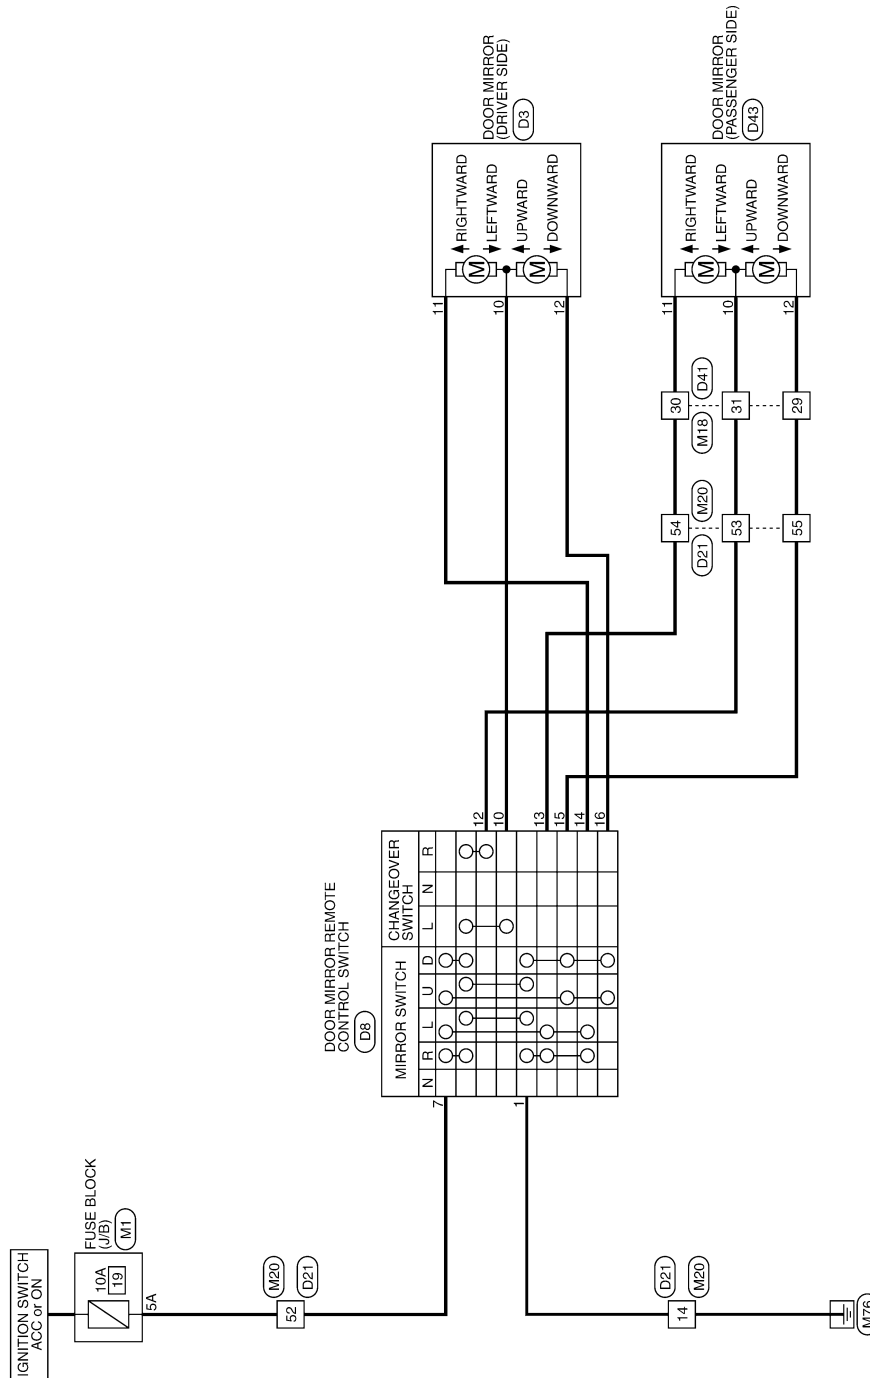 IGNITION SWITCH
ACC or ON
FUSE BLOCK
(J/B)
M1
10A
19
5A
M20
D21
52
D21
M20
14
M76
DOOR MIRROR REMOTE
CONTROL SWITCH
D8
MIRROR SWITCH
CHANGEOVER
SWITCH
N R L U D L N R
7
1
12
10
13
15
14
16
DOOR MIRROR
(DRIVER SIDE)
D3
RIGHTWARD
LEFTWARD
UPWARD
DOWNWARD
M
M
11
10
12
DOOR MIRROR
(PASSENGER SIDE)
D43
RIGHTWARD
LEFTWARD
UPWARD
DOWNWARD
M
M
11
10
12
D41
M18
30
31
29
M20
D21
54
53
55